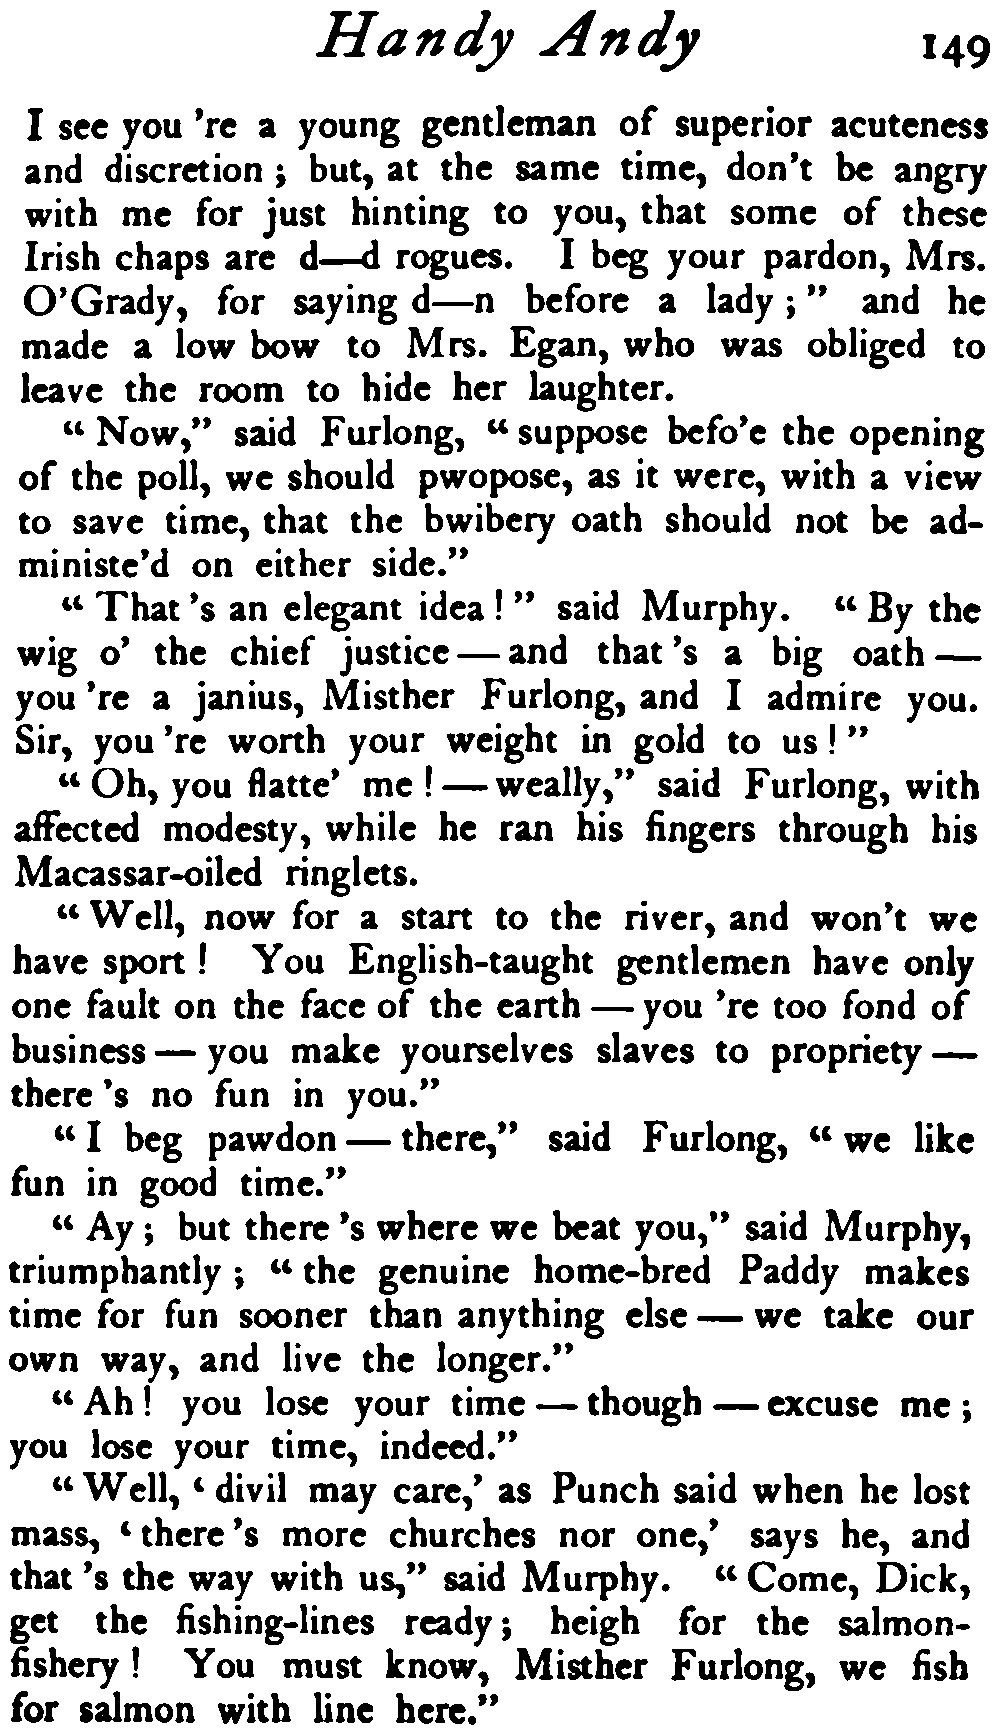 Handy Andy 149
I see you 're a young gentleman of superior acuteness
and discretion ; but, at the same time, don't be angry
with me for just hinting to you, that some of these
Irish chaps are d—d rogues. I beg your pardon, Mrs.
O'Grady, for saying d—n before a lady ; " and he
made a low bow to Mrs. Egan, who was obliged to
leave the room to hide her laughter.
" Now," said Furlong, " suppose befo'e the opening
of the poll, we should pwopose, as it were, with a view
to save time, that the bwibery oath should not be ad-
ministe'd on either side."
" That 's an elegant idea ! " said Murphy. " By the
wig o' the chief justice — and that 's a big oath —
you 're a janius, Misther Furlong, and I admire you.
Sir, you 're worth your weight in gold to us ! "
" Oh, you flatte' me ! — weally," said Furlong, with
affected modesty, while he ran his fingers through his
Macassar-oiled ringlets.
" Well, now for a start to the river, and won't we
have sport ! You English-taught gentlemen have only
one fault on the face of the earth — you 're too fond of
business — you make yourselves slaves to propriety —
there 's no fun in you."
" I beg pawdon — there," said Furlong, " we like
fun in good time."
" Ay ; but there 's where we beat you," said Murphy,
triumphantly ; " the genuine home-bred Paddy makes
time for fun sooner than anything else — we take our
own way, and live the longer."
" Ah ! you lose your time — though — excuse me ;
you lose your time, indeed."
" Well, ' divil may care,' as Punch said when he lost
mass, ' there 's more churches nor one,' says he, and
that 's the way with us," said Murphy. " Come, Dick,
get the fishing-lines ready ; heigh for the salmon-
fishery ! You must know, Misther Furlong, we fish
for salmon with line here."